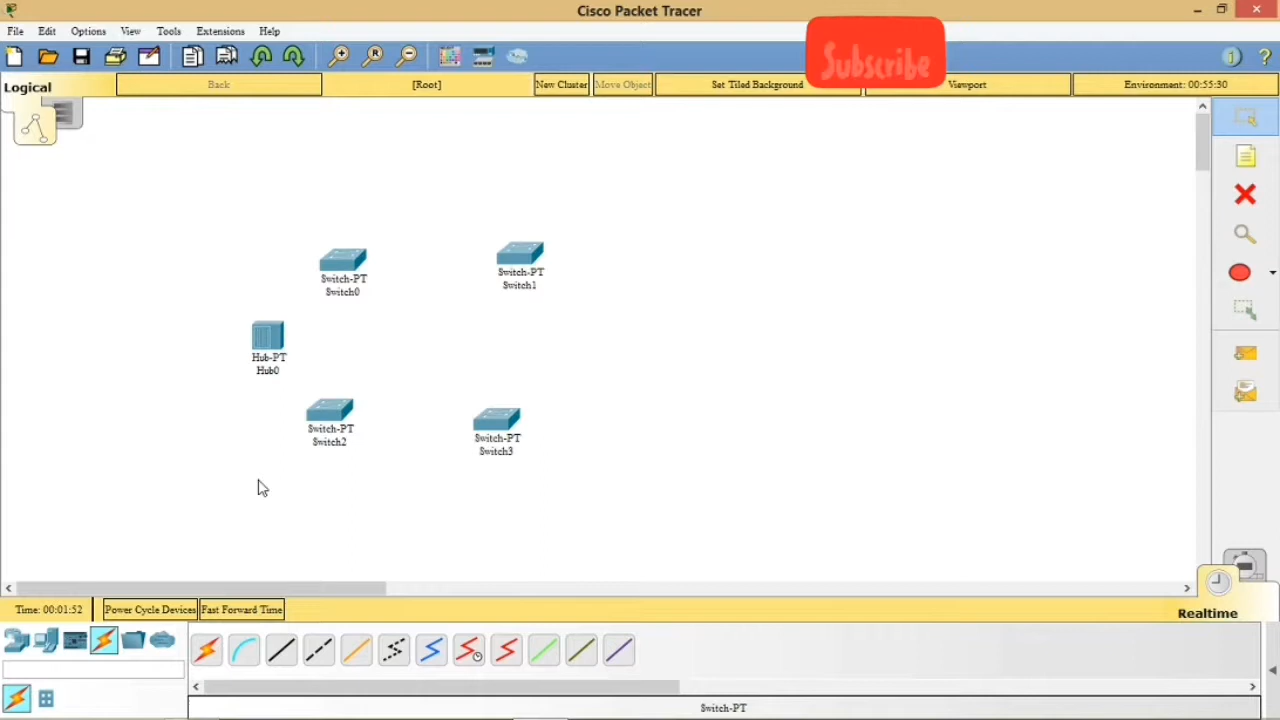 Cisco Packet Tracer
File Edit Options View Tools Extensions Help
Subscribe
Logical Back [Root] New Cluster Move Object Set Tiled Background Viewport Environment: 00:55:30
Switch-PT
Switch0
Switch-PT
Switch1
Hub-PT
Hub0
Switch-PT
Switch2
Switch-PT
Switch3
Time: 00:01:52 Power Cycle Devices Fast Forward Time Realtime
Switch-PT